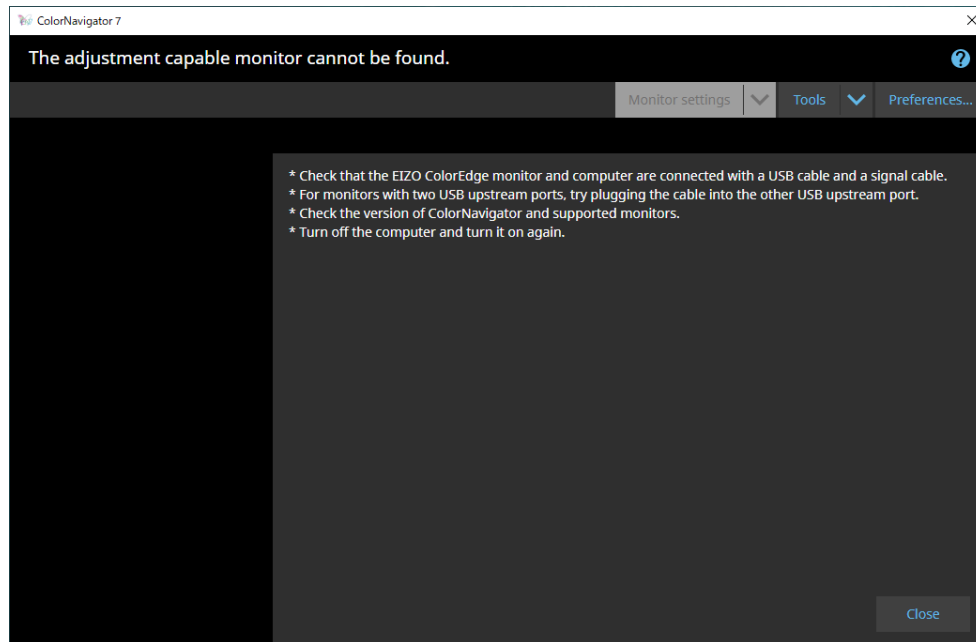 ColorNavigator 7
The adjustment capable monitor cannot be found.
Monitor settings
Tools
Preferences...
* Check that the EIZO ColorEdge monitor and computer are connected with a USB cable and a signal cable.
* For monitors with two USB upstream ports, try plugging the cable into the other USB upstream port.
* Check the version of ColorNavigator and supported monitors.
* Turn off the computer and turn it on again.
Close